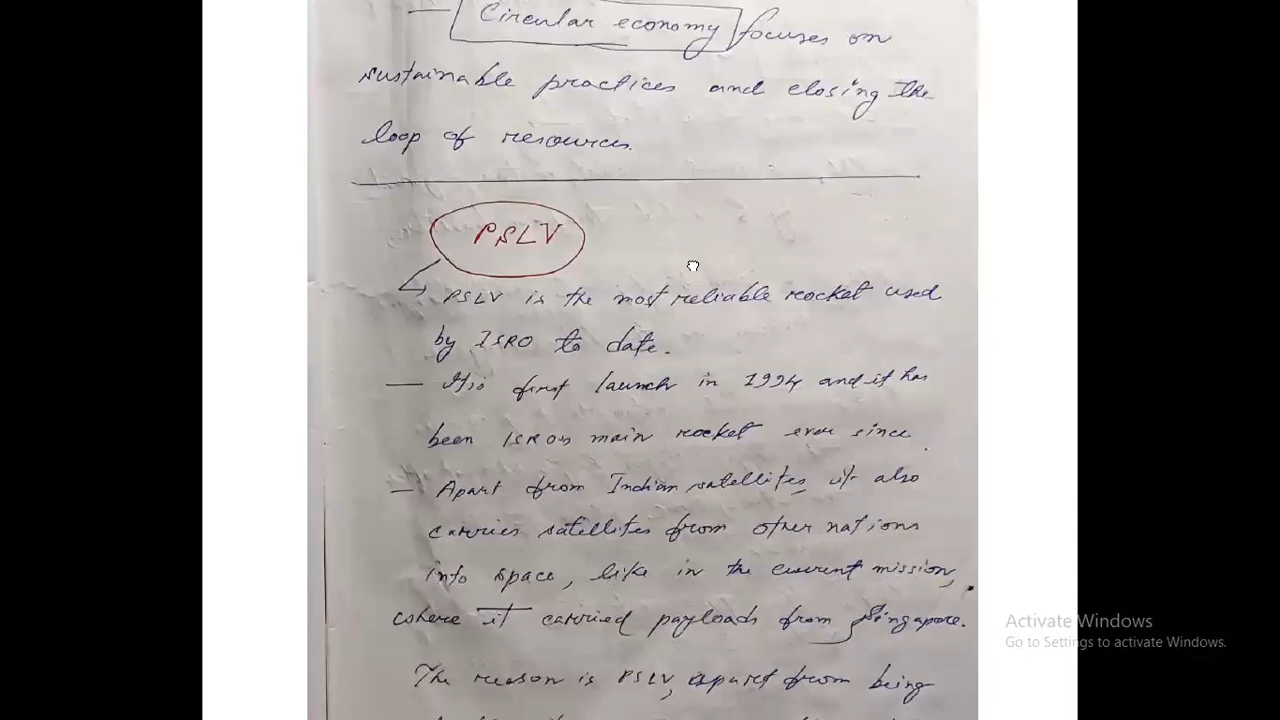 — Circular economy focuses on
sustainable practices and closing the
loop of resources.
PSLV
PSLV is the most reliable rocket used
by ISRO to date.
— Its first launch in 1994 and it has
been ISROs main rocket ever since.
— Apart from Indian satellites, it also
carries satellites from other nations
into space, like in the current mission,
where it carried payloads from Singapore.
The reason is PSLV, apart from being
Activate Windows
Go to Settings to activate Windows.